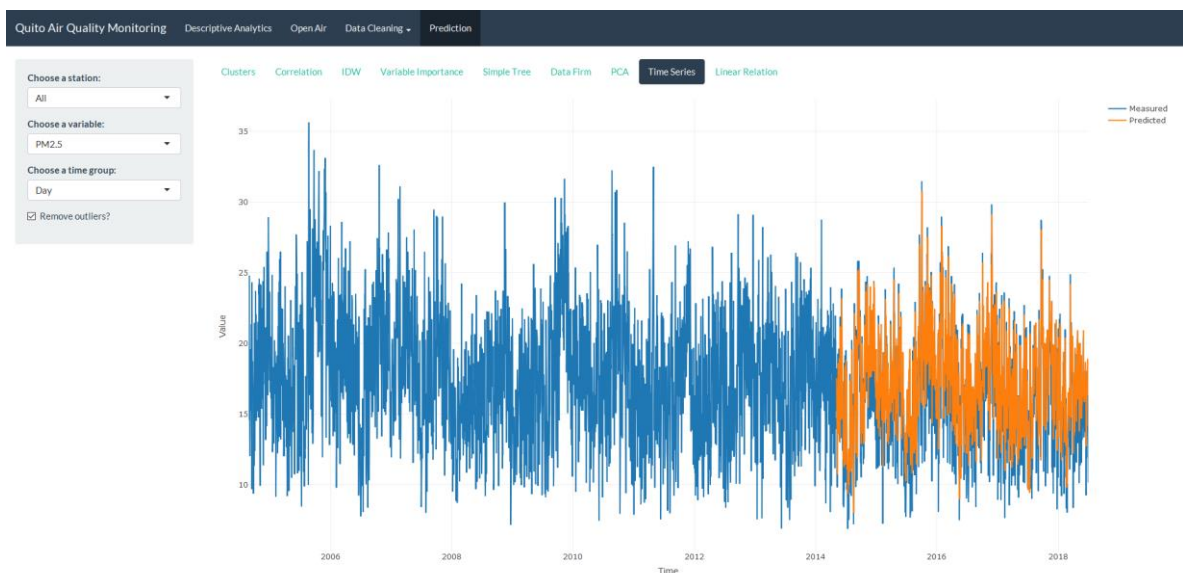 Quito Air Quality Monitoring Descriptive Analytics Open Air Data Cleaning Prediction
Clusters Correlation IDW Variable Importance Simple Tree Data Firm PCA Time Series Linear Relation
Choose a station:
All
Choose a variable:
PM2.5
Choose a time group:
Day
Remove outliers?
Measured
Predicted
35
30
25
20
15
10
Value
2006 2008 2010 2012 2014 2016 2018
Time